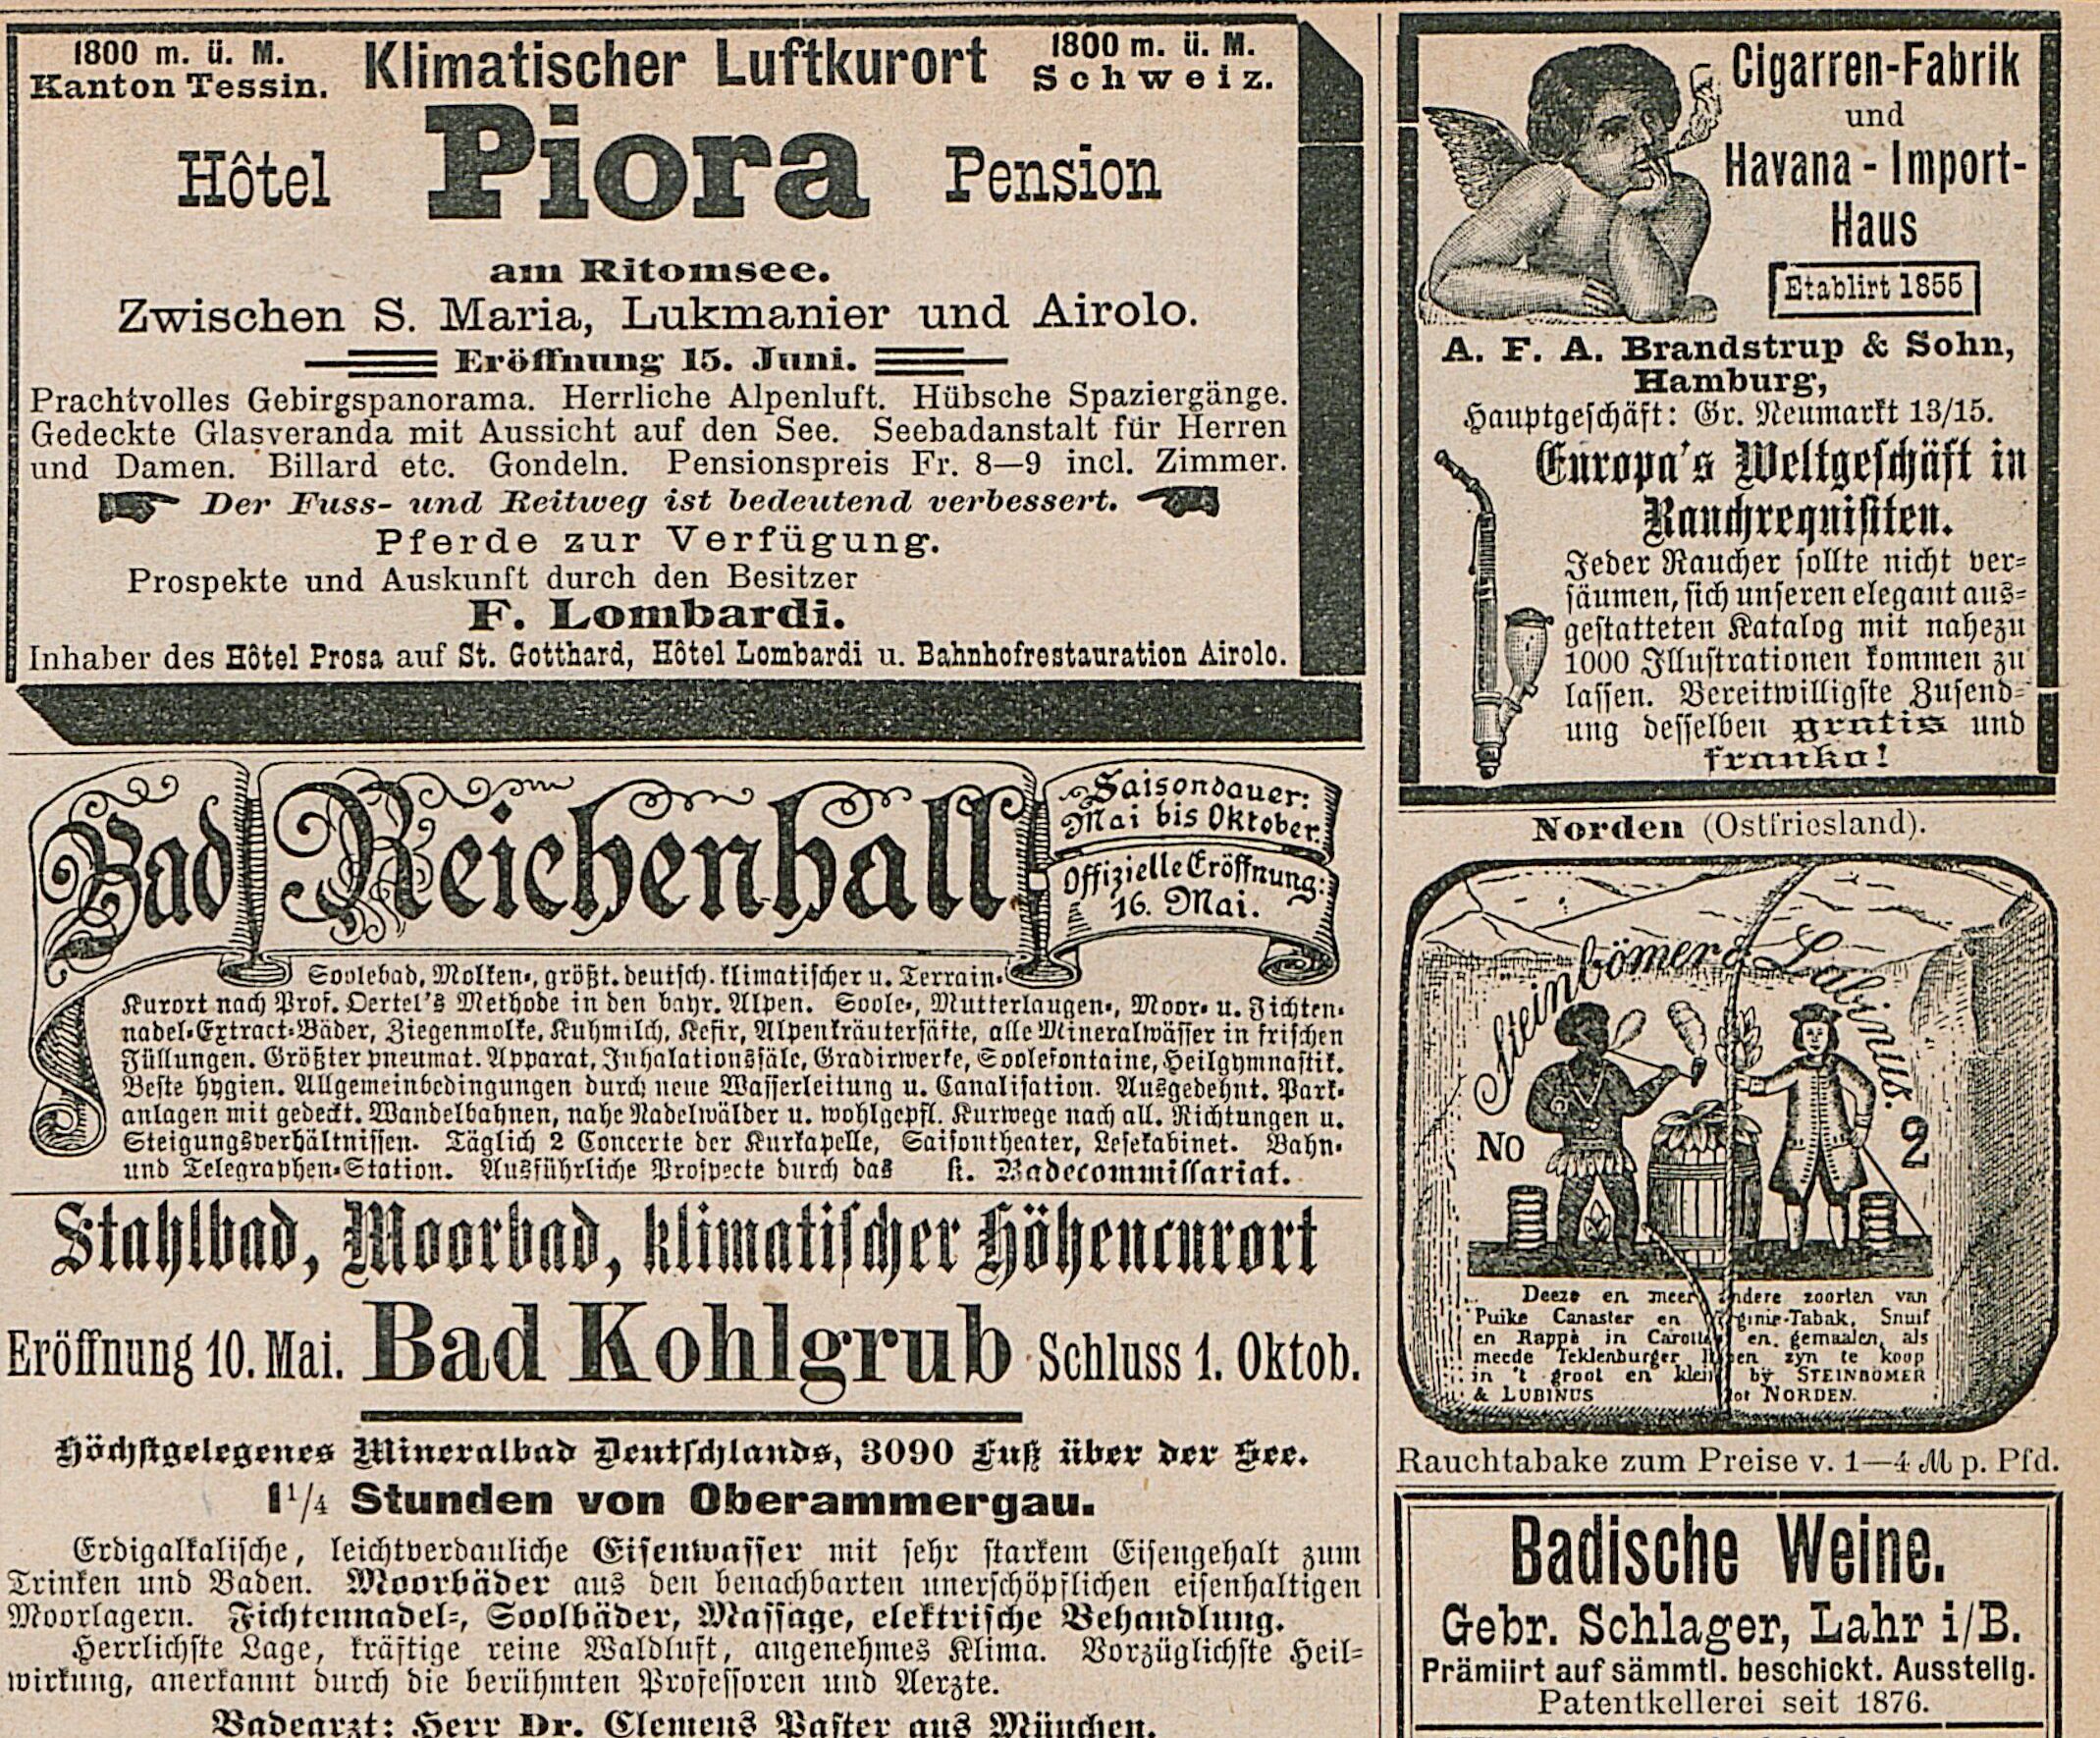 1800 m. ü. M.
Kanton Tessin.
Klimatischer Luftkurort
1800 m. ü. M.
Schweiz.
Hôtel Piora Pension
am Ritomsee.
Zwischen S. Maria, Lukmanier und Airolo.
Eröffnung 15. Juni.
Prachtvolles Gebirgspanorama. Herrliche Alpenluft. Hübsche Spaziergänge.
Gedeckte Glasveranda mit Aussicht auf den See. Seebadanstalt für Herren
und Damen. Billard etc. Gondeln. Pensionspreis Fr. 8—9 incl. Zimmer.
Der Fuss- und Reitweg ist bedeutend verbessert.
Pferde zur Verfügung.
Prospekte und Auskunft durch den Besitzer
F. Lombardi.
Inhaber des Hôtel Prosa auf St. Gotthard, Hôtel Lombardi u. Bahnhofrestauration Airolo.
Bad Reichenhall
Saisondauer:
Mai bis Oktober.
Offizielle Eröffnung:
16. Mai.
Soolebad, Molken-, größt. deutsch. klimatischer u. Terrain-
Kurort nach Prof. Oertel's Methode in den bayr. Alpen. Soole-, Mutterlaugen-, Moor- u. Fichten-
nadel-Extract-Bäder, Ziegenmolke, Kuhmilch, Kefir, Alpenkräutersäfte, alle Mineralwässer in frischen
Füllungen. Größter pneumat. Apparat, Inhalationssäle, Gradirwerke, Soolefontaine, Heilgymnastik.
Beste hygien. Allgemeinbedingungen durch neue Wasserleitung u. Canalisation. Ausgedehnt. Park-
anlagen mit gedeckt. Wandelbahnen, nahe Nadelwälder u. wohlgepfl. Kurwege nach all. Richtungen u.
Steigungsverhältnissen. Täglich 2 Concerte der Kurkapelle, Saisontheater, Lesekabinet. Bahn-
und Telegraphen-Station. Ausführliche Prospecte durch das K. Badecommissariat.
Stahlbad, Moorbad, klimatischer Höhencurort
Eröffnung 10. Mai. Bad Kohlgrub Schluss 1. Oktob.
Höchstgelegenes Mineralbad Deutschlands, 3090 Fuß über der See.
1 1/4 Stunden von Oberammergau.
Erdigalkalische, leichtverdauliche Eisenwasser mit sehr starkem Eisengehalt zum
Trinken und Baden. Moorbäder aus den benachbarten unerschöpflichen eisenhaltigen
Moorlagern. Fichtennadel-, Soolbäder, Massage, elektrische Behandlung.
Herrlichste Lage, kräftige reine Waldluft, angenehmes Klima. Vorzüglichste Heil-
wirkung, anerkannt durch die berühmten Professoren und Aerzte.
Badearzt: Herr Dr. Clemens Paster aus München.
Cigarren-Fabrik
und
Havana-Import-
Haus
Etablirt 1855
A. F. A. Brandstrup & Sohn,
Hamburg,
Hauptgeschäft: Gr. Neumarkt 13/15.
Europa's Weltgeschäft in
Rauchrequisiten.
Jeder Raucher sollte nicht ver-
säumen, sich unseren elegant aus-
gestatteten Katalog mit nahezu
1000 Illustrationen kommen zu
lassen. Bereitwilligste Zusend-
ung desselben gratis und
franko!
Norden (Ostfriesland).
Steinbömer & Lubinus.
No 2
Deeze en meer andere zoorten van
Puike Canaster en ginie-Tabak, Snuif
en Rappè in Carotten en gemaalen, als
meede Teklenburger zyn te koop
in 't groot en klein by STEINBÖMER
& LUBINUS tot NORDEN.
Rauchtabake zum Preise v. 1—4 M p. Pfd.
Badische Weine.
Gebr. Schlager, Lahr i/B.
Prämiirt auf sämmtl. beschickt. Ausstellg.
Patentkellerei seit 1876.